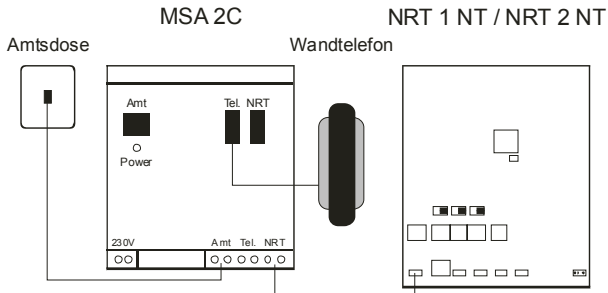 MSA 2C
NRT 1 NT / NRT 2 NT
Amtsdose
Wandtelefon
Amt
Tel. NRT
Power
230V
Amt Tel. NRT